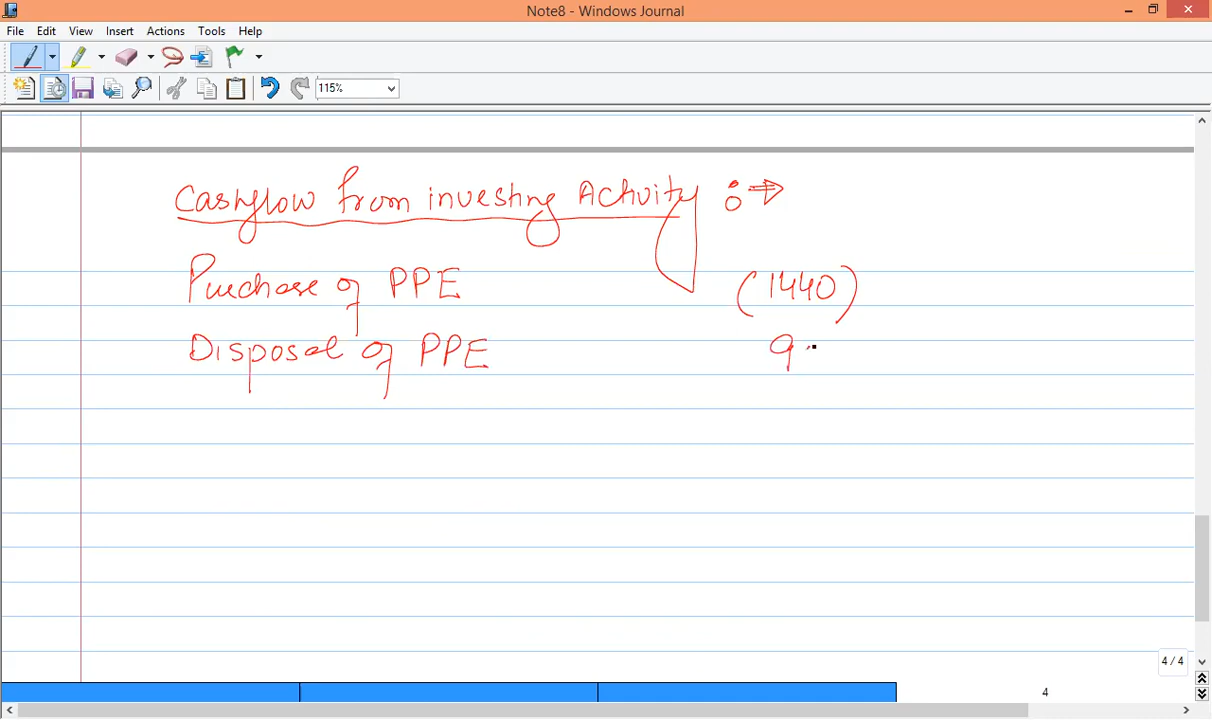 Note8 - Windows Journal
File Edit View Insert Actions Tools Help
115%
Cashflow from investing Activity :⇒
Purchase of PPE (1440)
Disposal of PPE 9
4 / 4
4